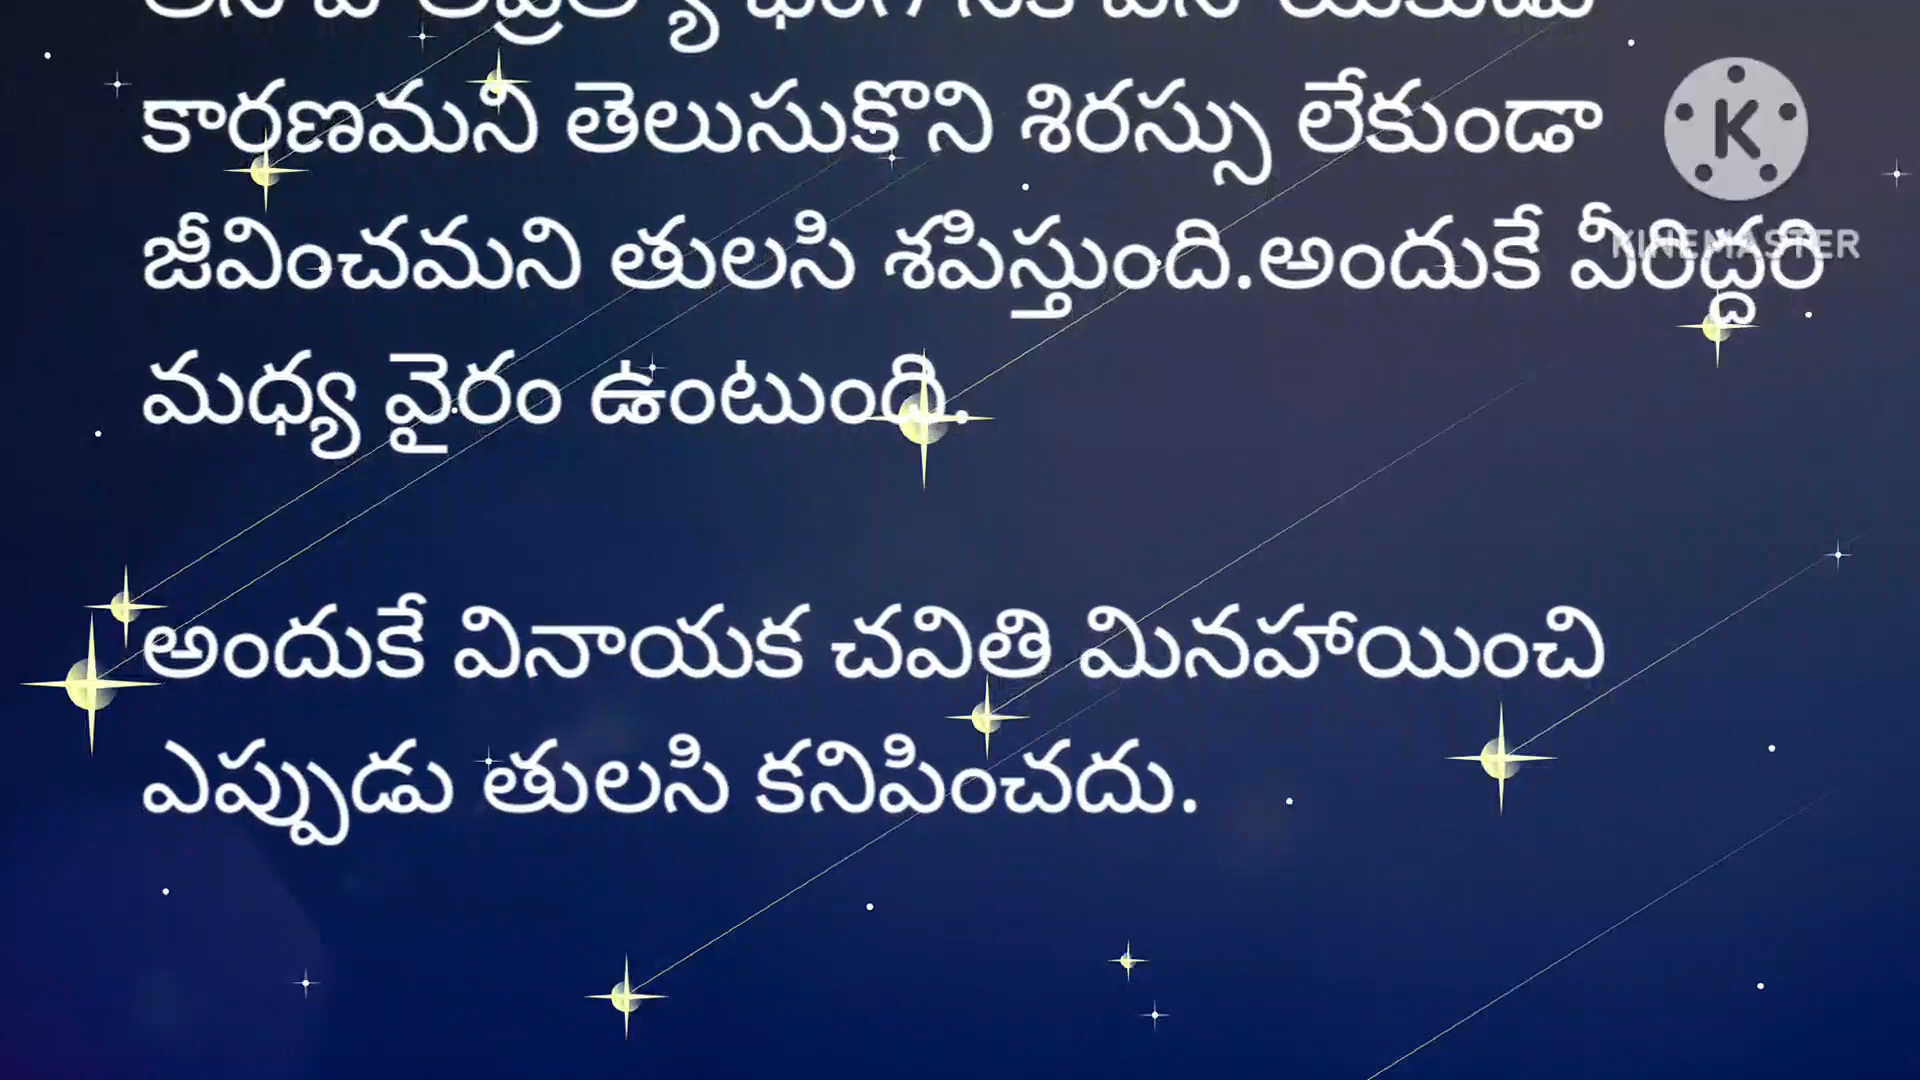 కారణమని తెలుసుకొని శిరస్సు లేకుండా
జీవించమని తులసి శపిస్తుంది.అందుకే వీరిద్దరి
మధ్య వైరం ఉంటుంది.
అందుకే వినాయక చవితి మినహాయించి
ఎప్పుడు తులసి కనిపించదు.
K
KINEMASTER